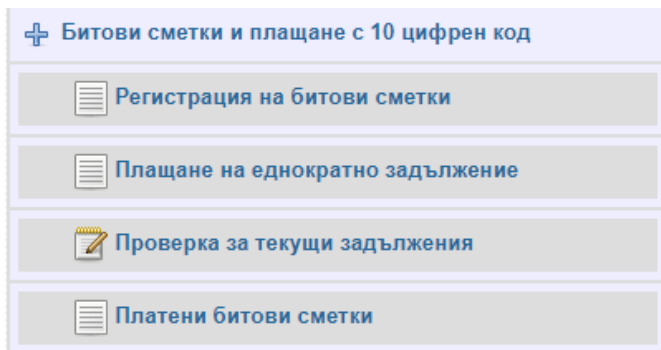 Битови сметки и плащане с 10 цифрен код
Регистрация на битови сметки
Плащане на еднократно задължение
Проверка за текущи задължения
Платени битови сметки